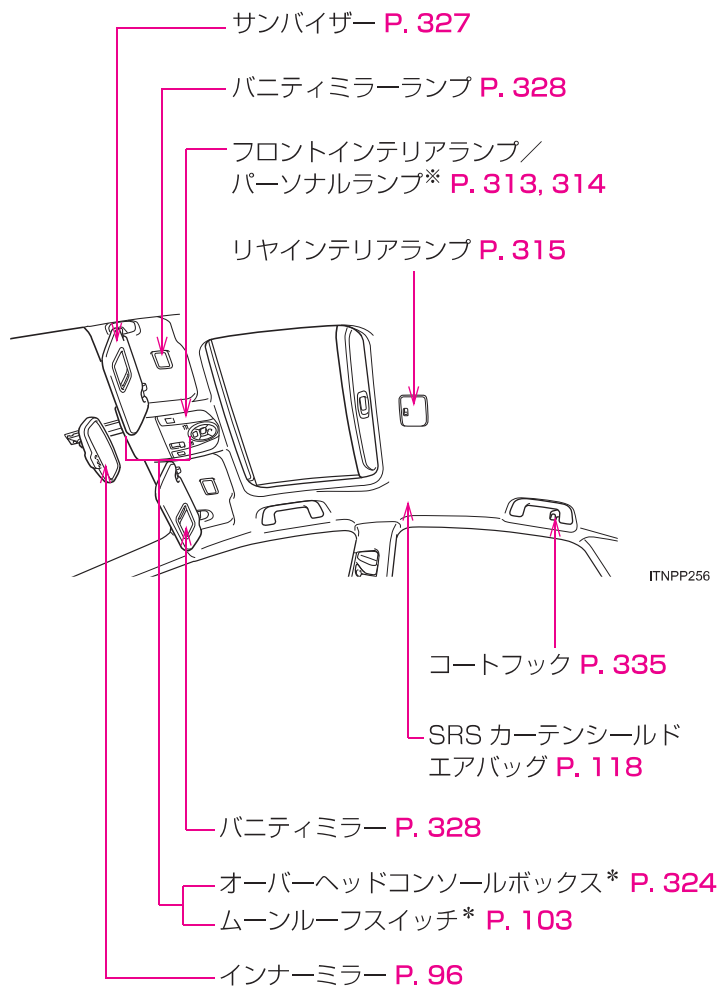 サンバイザー P. 327
バニティミラーランプ P. 328
フロントインテリアランプ／
パーソナルランプ※ P. 313, 314
リヤインテリアランプ P. 315
ITNPP256
コートフック P. 335
SRS カーテンシールド
エアバッグ P. 118
バニティミラー P. 328
オーバーヘッドコンソールボックス* P. 324
ムーンルーフスイッチ* P. 103
インナーミラー P. 96